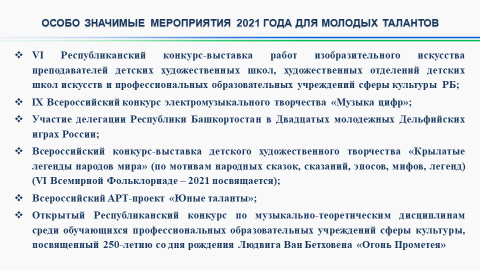 ОСОБО ЗНАЧИМЫЕ МЕРОПРИЯТИЯ 2021 ГОДА ДЛЯ МОЛОДЫХ ТАЛАНТОВ
❖ VI Республиканский конкурс-выставка работ изобразительного искусства
преподавателей детских художественных школ, художественных отделений детских
школ искусств и профессиональных образовательных учреждений сферы культуры РБ;
❖ IX Всероссийский конкурс электромузыкального творчества «Музыка цифр»;
❖ Участие делегации Республики Башкортостан в Двадцатых молодежных Дельфийских
играх России;
❖ Всероссийский конкурс-выставка детского художественного творчества «Крылатые
легенды народов мира» (по мотивам народных сказок, сказаний, эпосов, мифов, легенд)
(VI Всемирной Фольклориаде – 2021 посвящается);
❖ Всероссийский АРТ-проект «Юные таланты»;
❖ Открытый Республиканский конкурс по музыкально-теоретическим дисциплинам
среди обучающихся профессиональных образовательных учреждений сферы культуры,
посвященный 250-летию со дня рождения Людвига Ван Бетховена «Огонь Прометея»